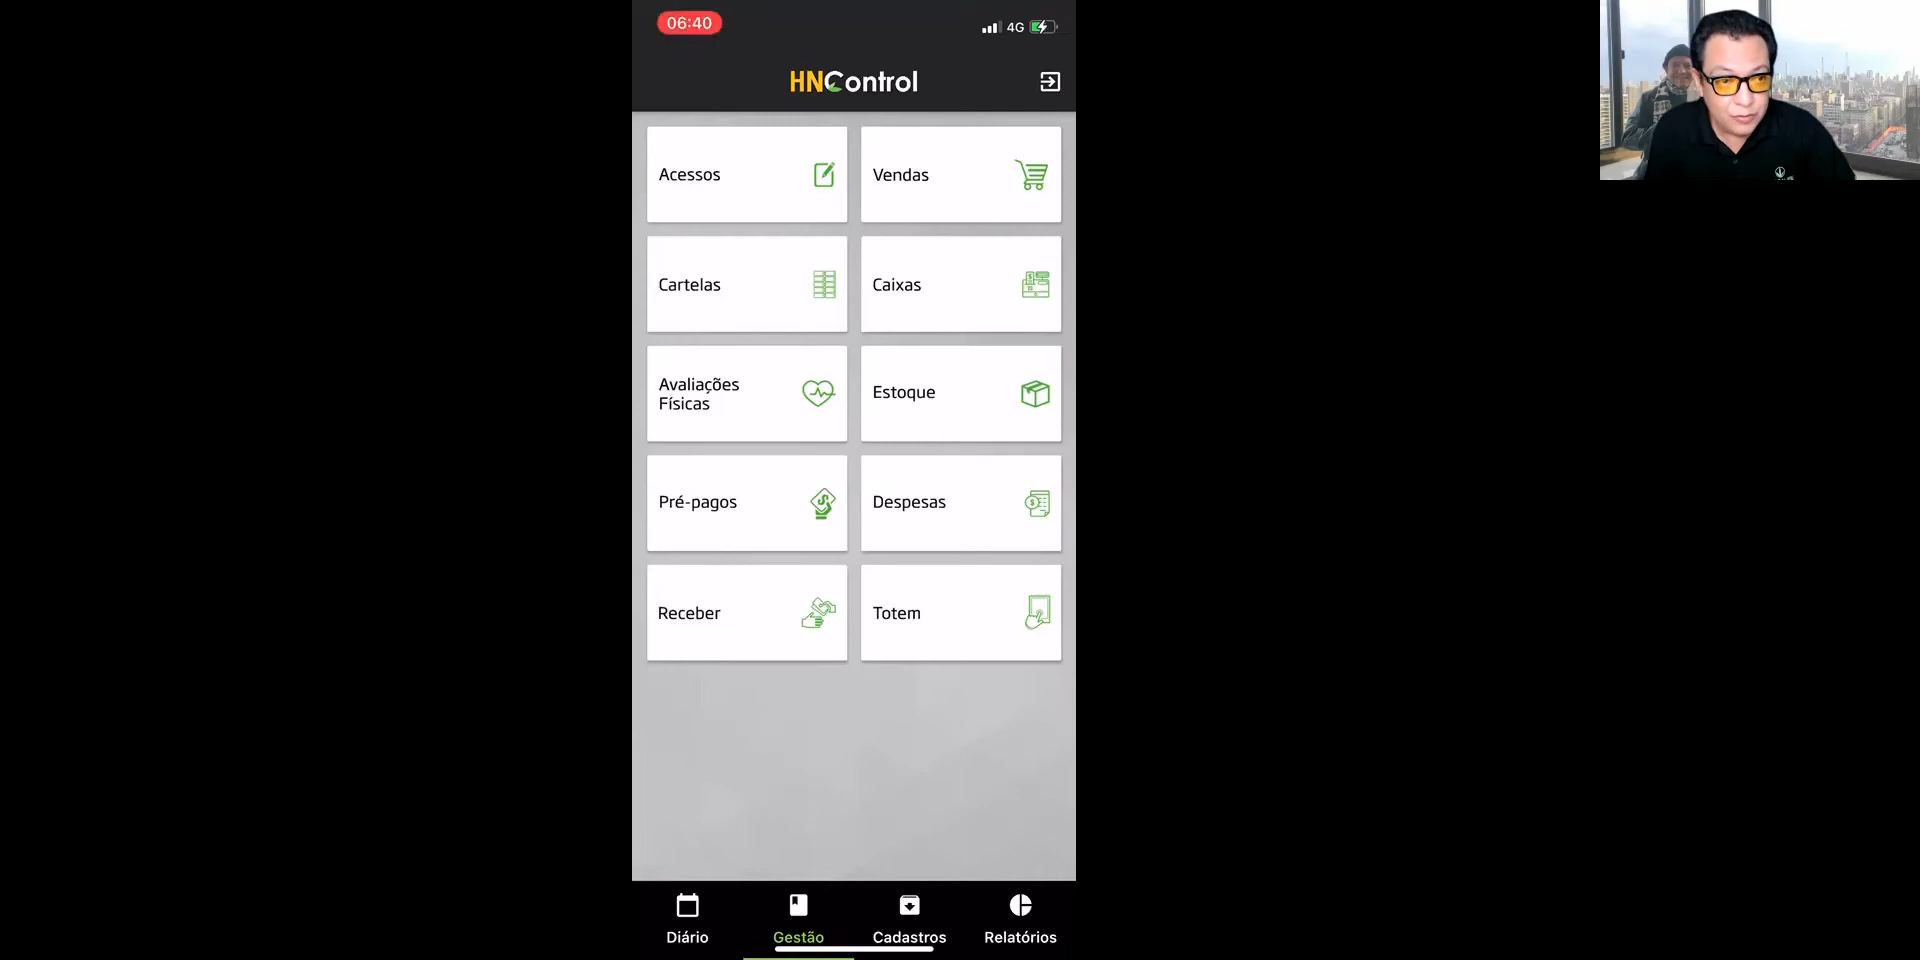 06:40
4G
HNControl
Acessos
Vendas
Cartelas
Caixas
Avaliações
Físicas
Estoque
Pré-pagos
Despesas
Receber
Totem
Diário
Gestão
Cadastros
Relatórios